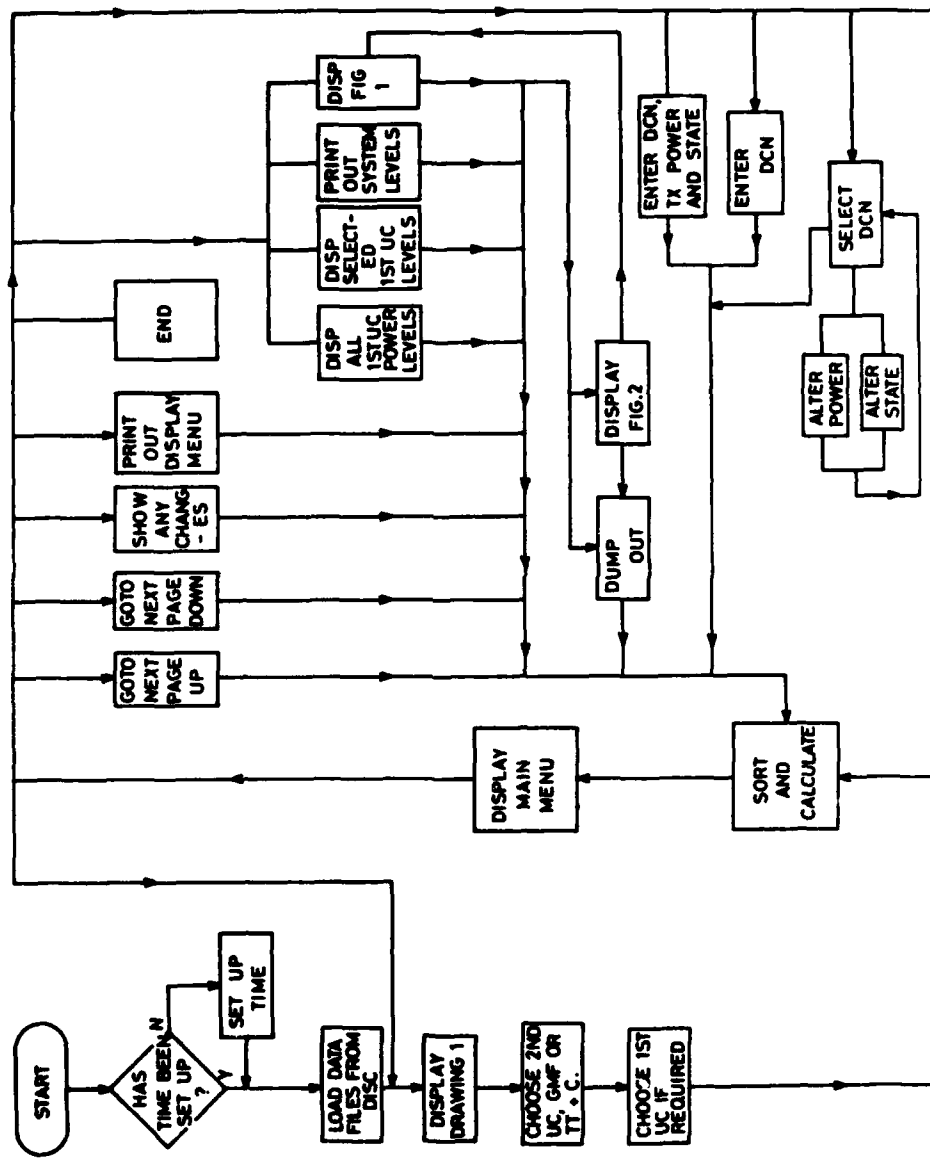 START
HAS
TIME BEEN
SET UP
?
N
Y
SET UP
TIME
LOAD DATA
FILES FROM
DISC
DISPLAY
DRAWING 1
CHOOSE 2ND
UC, GMF OR
TT + C.
CHOOSE 1ST
UC IF
REQUIRED
SORT
AND
CALCULATE
DISPLAY
MAIN
MENU
GOTO
NEXT
PAGE
UP
GOTO
NEXT
PAGE
DOWN
SHOW
ANY
CHANG
- ES
PRINT
OUT
DISPLAY
MENU
END
DISP
ALL
1ST UC
POWER
LEVELS
DISP
SELECT-
ED
1ST UC
LEVELS
PRINT
OUT
SYSTEM
LEVELS
DISP
FIG
1
DUMP
OUT
DISPLAY
FIG.2
ENTER DCN,
TX POWER
AND STATE
ENTER
DCN
SELECT
DCN
ALTER
POWER
ALTER
STATE